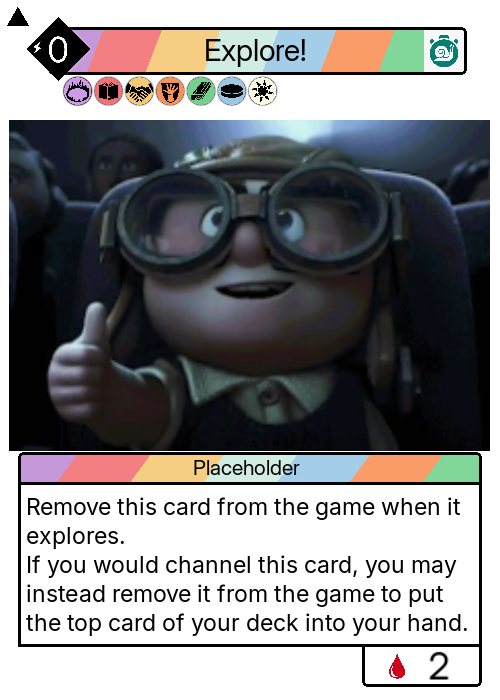 0
Explore!
Placeholder
Remove this card from the game when it
explores.
If you would channel this card, you may
instead remove it from the game to put
the top card of your deck into your hand.
2